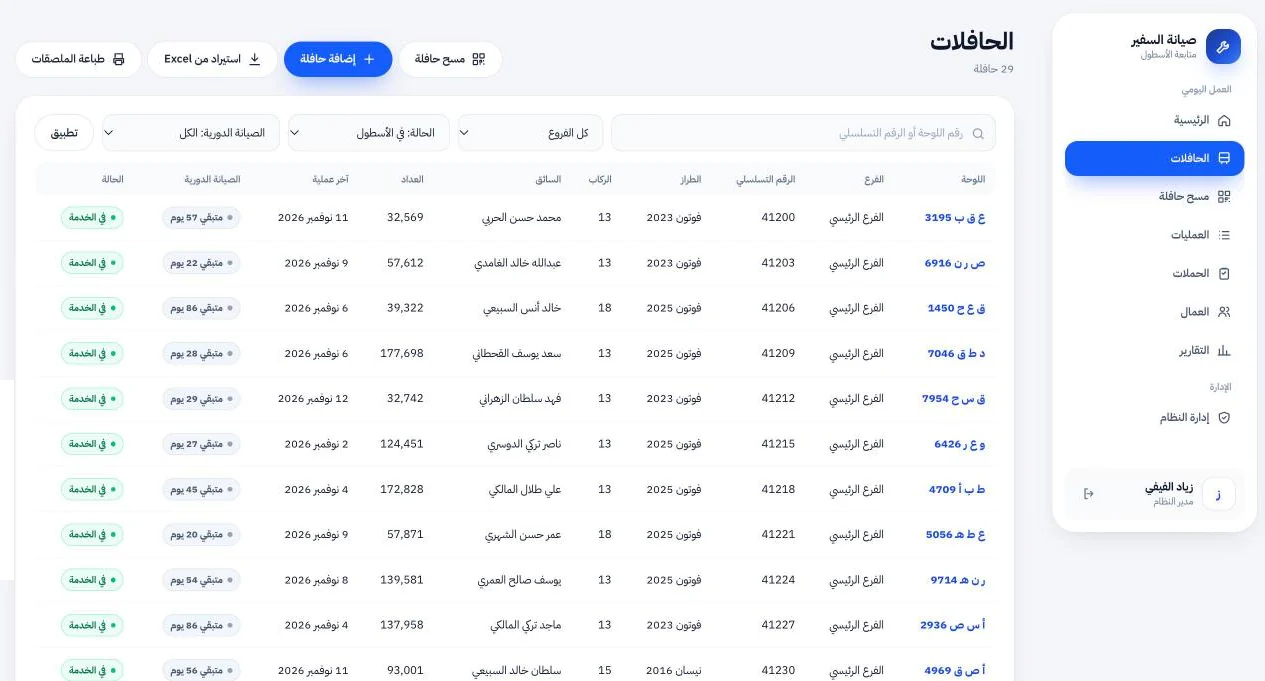 صيانة السفير
متابعة الأسطول
العمل اليومي
الرئيسية
الحافلات
مسح حافلة
العمليات
الحملات
العمال
التقارير
الإدارة
إدارة النظام
ز
زياد الفيفي
مدير النظام
الحافلات
29 حافلة
مسح حافلة
إضافة حافلة
استيراد من Excel
طباعة الملصقات
رقم اللوحة أو الرقم التسلسلي
كل الفروع
الحالة: في الأسطول
الصيانة الدورية: الكل
تطبيق
اللوحة الفرع الرقم التسلسلي الطراز الركاب السائق العداد آخر عملية الصيانة الدورية الحالة
ع ق ب 3195 الفرع الرئيسي 41200 فوتون 2023 13 محمد حسن الحربي 32,569 11 نوفمبر 2026 متبقي 57 يوم في الخدمة
ص ر ن 6916 الفرع الرئيسي 41203 فوتون 2023 13 عبدالله خالد الغامدي 57,612 9 نوفمبر 2026 متبقي 22 يوم في الخدمة
ق ع ح 1450 الفرع الرئيسي 41206 فوتون 2025 18 خالد أنس السبيعي 39,322 6 نوفمبر 2026 متبقي 86 يوم في الخدمة
د ط ق 7046 الفرع الرئيسي 41209 فوتون 2025 13 سعد يوسف القحطاني 177,698 6 نوفمبر 2026 متبقي 28 يوم في الخدمة
ق س ح 7954 الفرع الرئيسي 41212 فوتون 2023 13 فهد سلطان الزهراني 32,742 12 نوفمبر 2026 متبقي 29 يوم في الخدمة
و ع ر 6426 الفرع الرئيسي 41215 فوتون 2025 13 ناصر تركي الدوسري 124,451 2 نوفمبر 2026 متبقي 27 يوم في الخدمة
ط ب أ 4709 الفرع الرئيسي 41218 فوتون 2025 13 علي طلال المالكي 172,828 4 نوفمبر 2026 متبقي 45 يوم في الخدمة
ع ط هـ 5056 الفرع الرئيسي 41221 فوتون 2025 18 عمر حسن الشهري 57,871 9 نوفمبر 2026 متبقي 20 يوم في الخدمة
ر ن هـ 9714 الفرع الرئيسي 41224 فوتون 2025 13 يوسف صالح العمري 139,581 8 نوفمبر 2026 متبقي 54 يوم في الخدمة
أ س ص 2936 الفرع الرئيسي 41227 فوتون 2023 13 ماجد تركي المالكي 137,958 4 نوفمبر 2026 متبقي 86 يوم في الخدمة
أ ص ق 4969 الفرع الرئيسي 41230 نيسان 2016 15 سلطان خالد السبيعي 93,001 11 نوفمبر 2026 متبقي 56 يوم في الخدمة